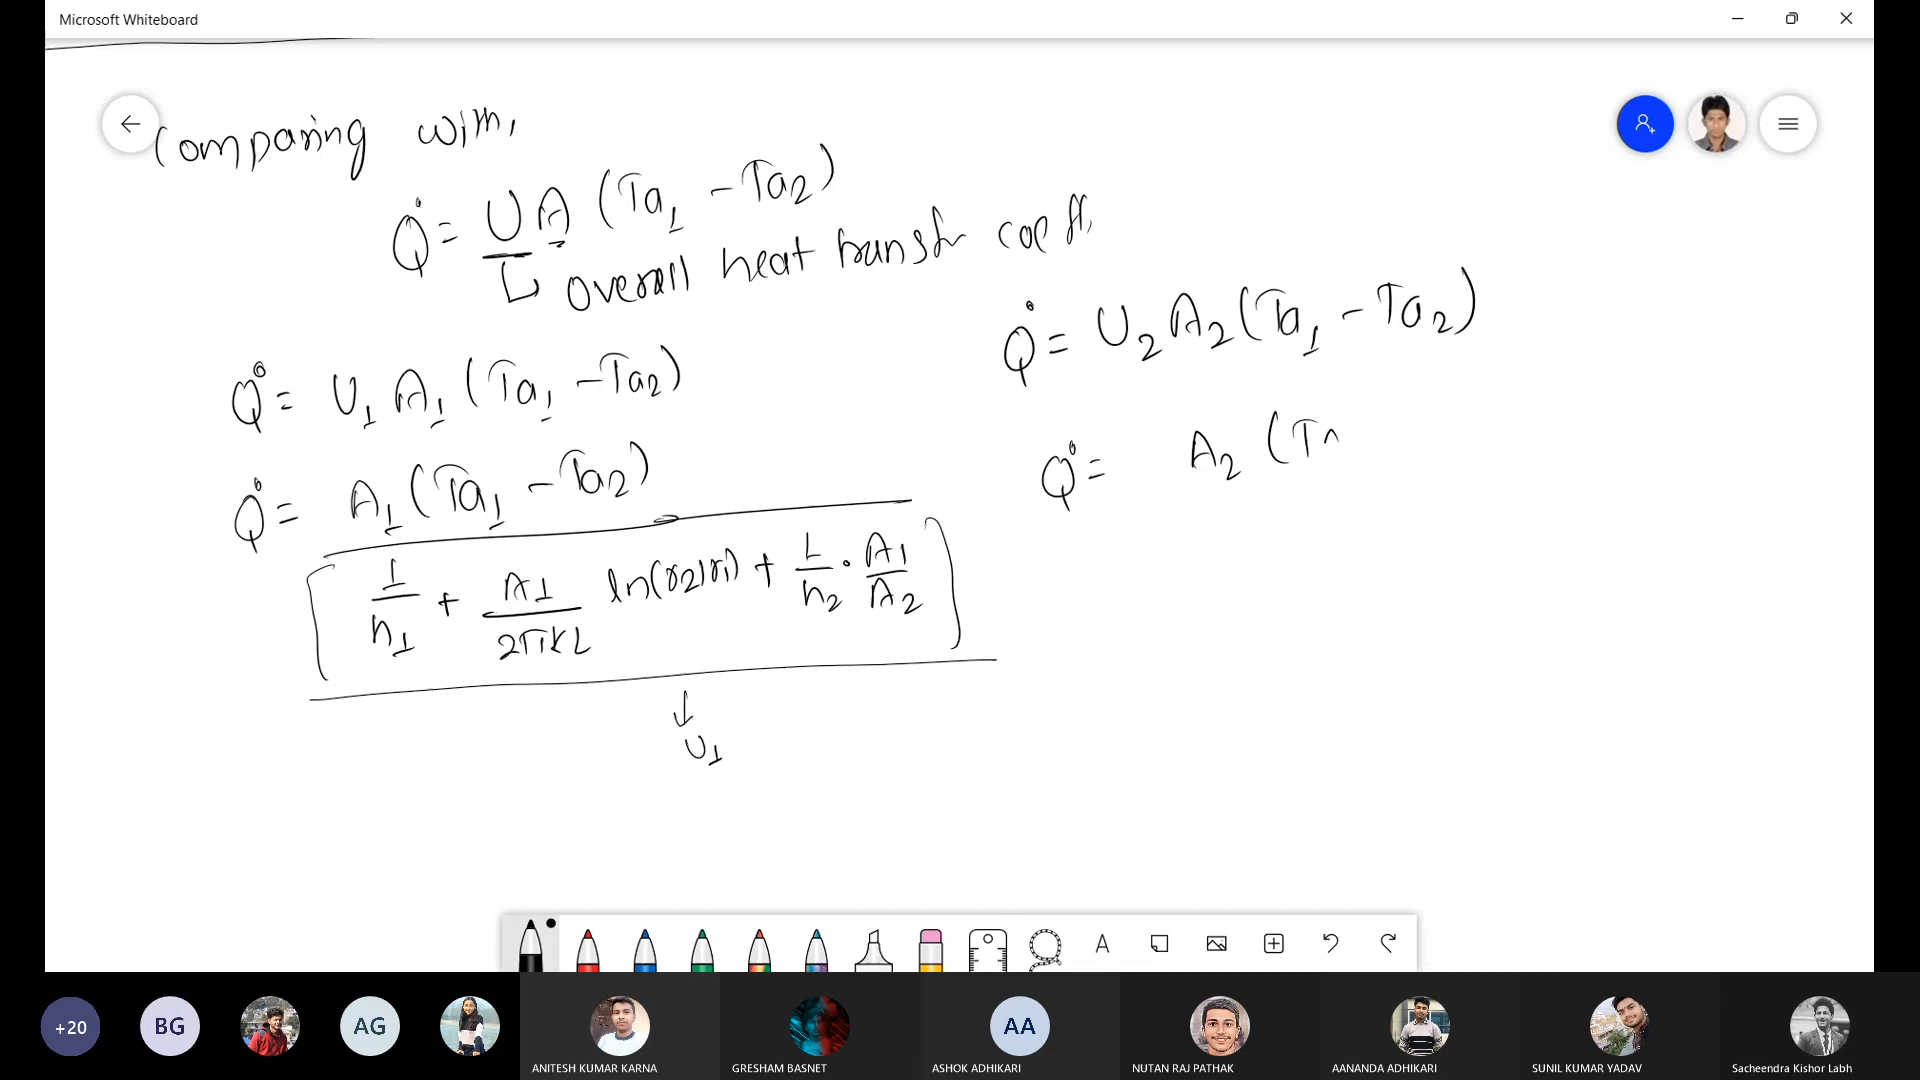 Microsoft Whiteboard
Comparing with,
Q̇ = U A (Ta1 - Ta2)
↳ overall heat transfr coeff.
Q̇ = U1 A1 (Ta1 - Ta2)
Q̇ = A1 (Ta1 - Ta2)
[ 1/h1 + A1/2πkL ln(r2/r1) + 1/h2 · A1/A2 ]
↓
U1
Q̇ = U2 A2 (Ta1 - Ta2)
Q̇ = A2 (Ta
A
+20
BG
AG
AA
ANITESH KUMAR KARNA
GRESHAM BASNET
ASHOK ADHIKARI
NUTAN RAJ PATHAK
AANANDA ADHIKARI
SUNIL KUMAR YADAV
Sacheendra Kishor Labh